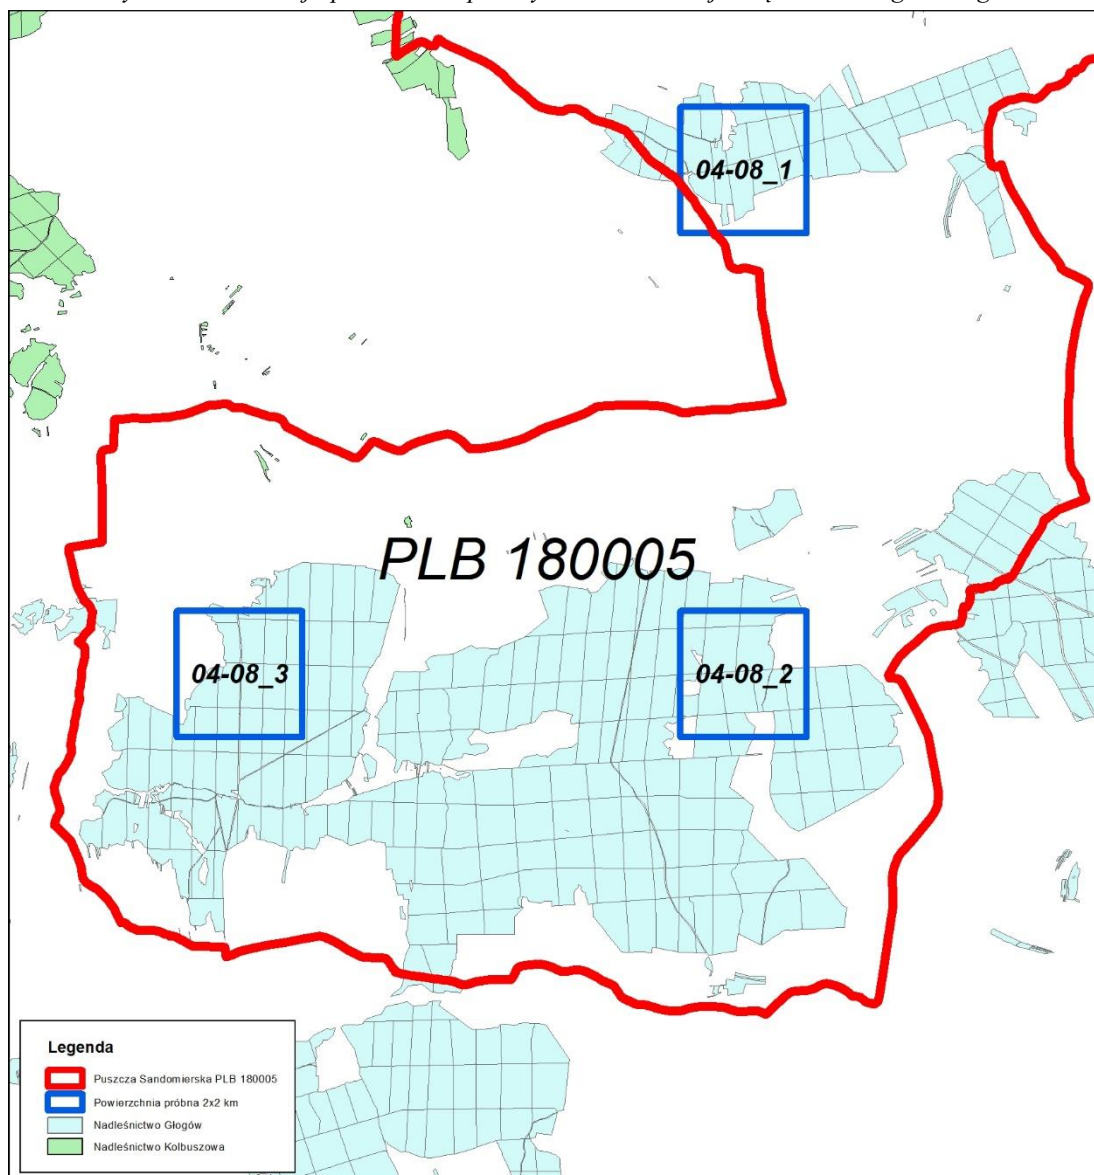 04-08_1
PLB 180005
04-08_3
04-08_2
Legenda
Puszcza Sandomierska PLB 180005
Powierzchnia próbna 2x2 km
Nadleśnictwo Głogów
Nadleśnictwo Kolbuszowa